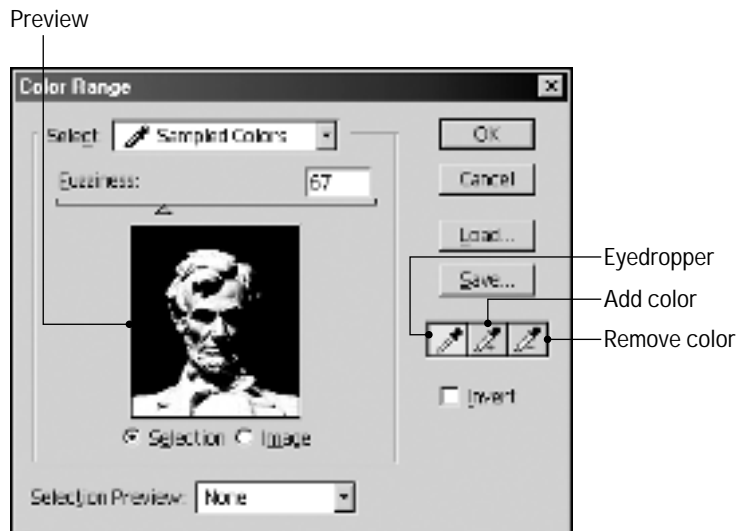 Preview
Color Range
Select: Sampled Colors
OK
Fuzziness: 67
Cancel
Load...
Save...
Eyedropper
Add color
Remove color
Invert
Selection Image
Selection Preview: None